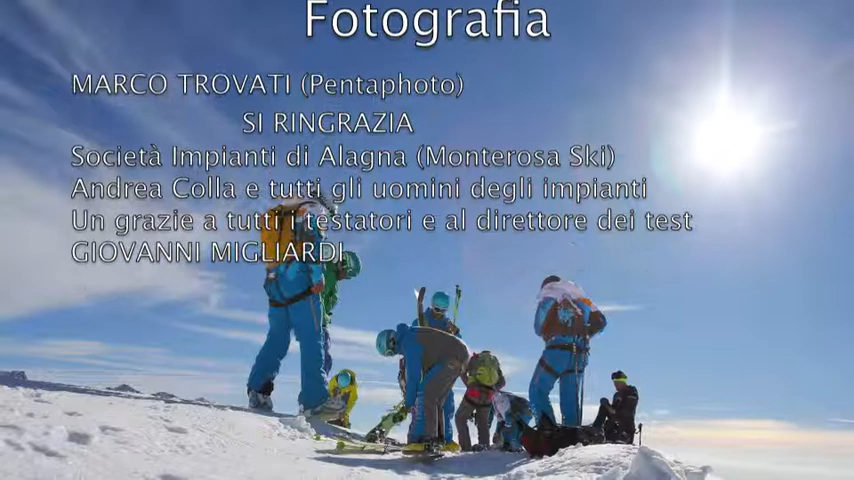 Fotografia
MARCO TROVATI (Pentaphoto)
SI RINGRAZIA
Società Impianti di Alagna (Monterosa Ski)
Andrea Colla e tutti gli uomini degli impianti
Un grazie a tutti i testatori e al direttore dei test
GIOVANNI MIGLIARDI